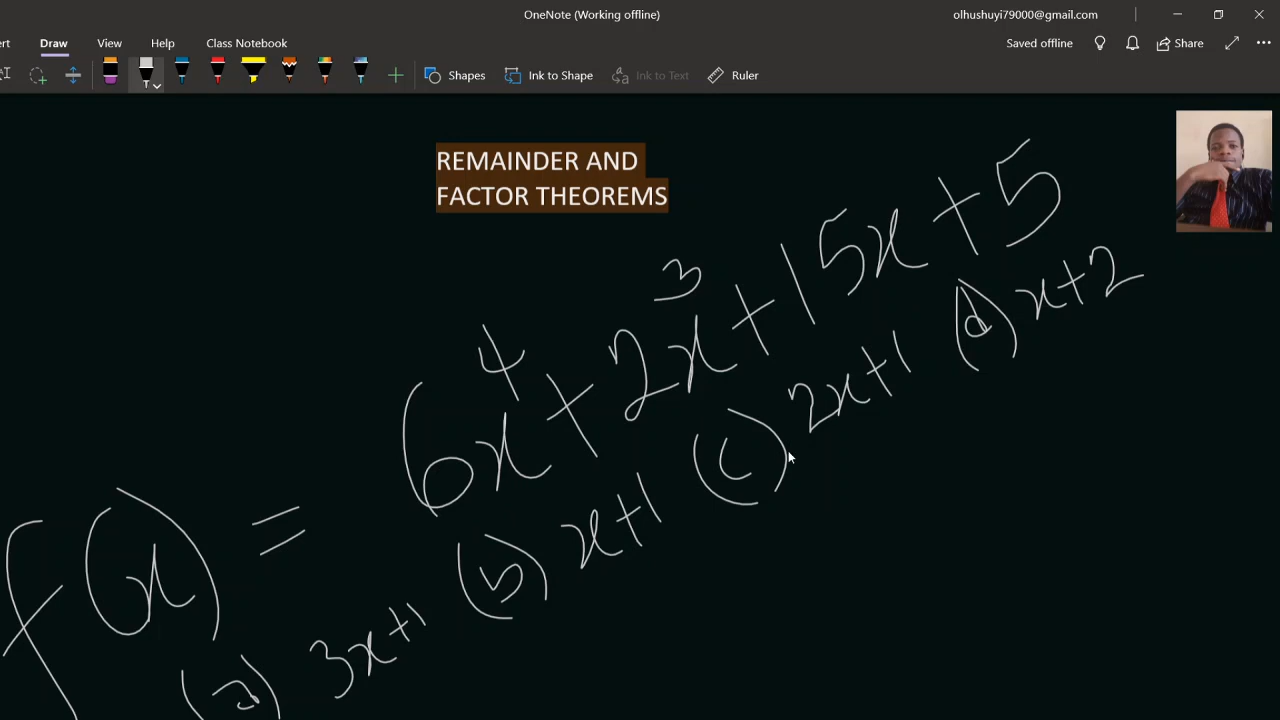 OneNote (Working offline)
olhushuyi79000@gmail.com
rt Draw View Help Class Notebook
Saved offline Share
Shapes Ink to Shape Ink to Text Ruler
REMAINDER AND
FACTOR THEOREMS
f(x) = 6x⁴+2x³+15x+5
(a) 3x+1 (b) x+1 (c) 2x+1 (d) x+2